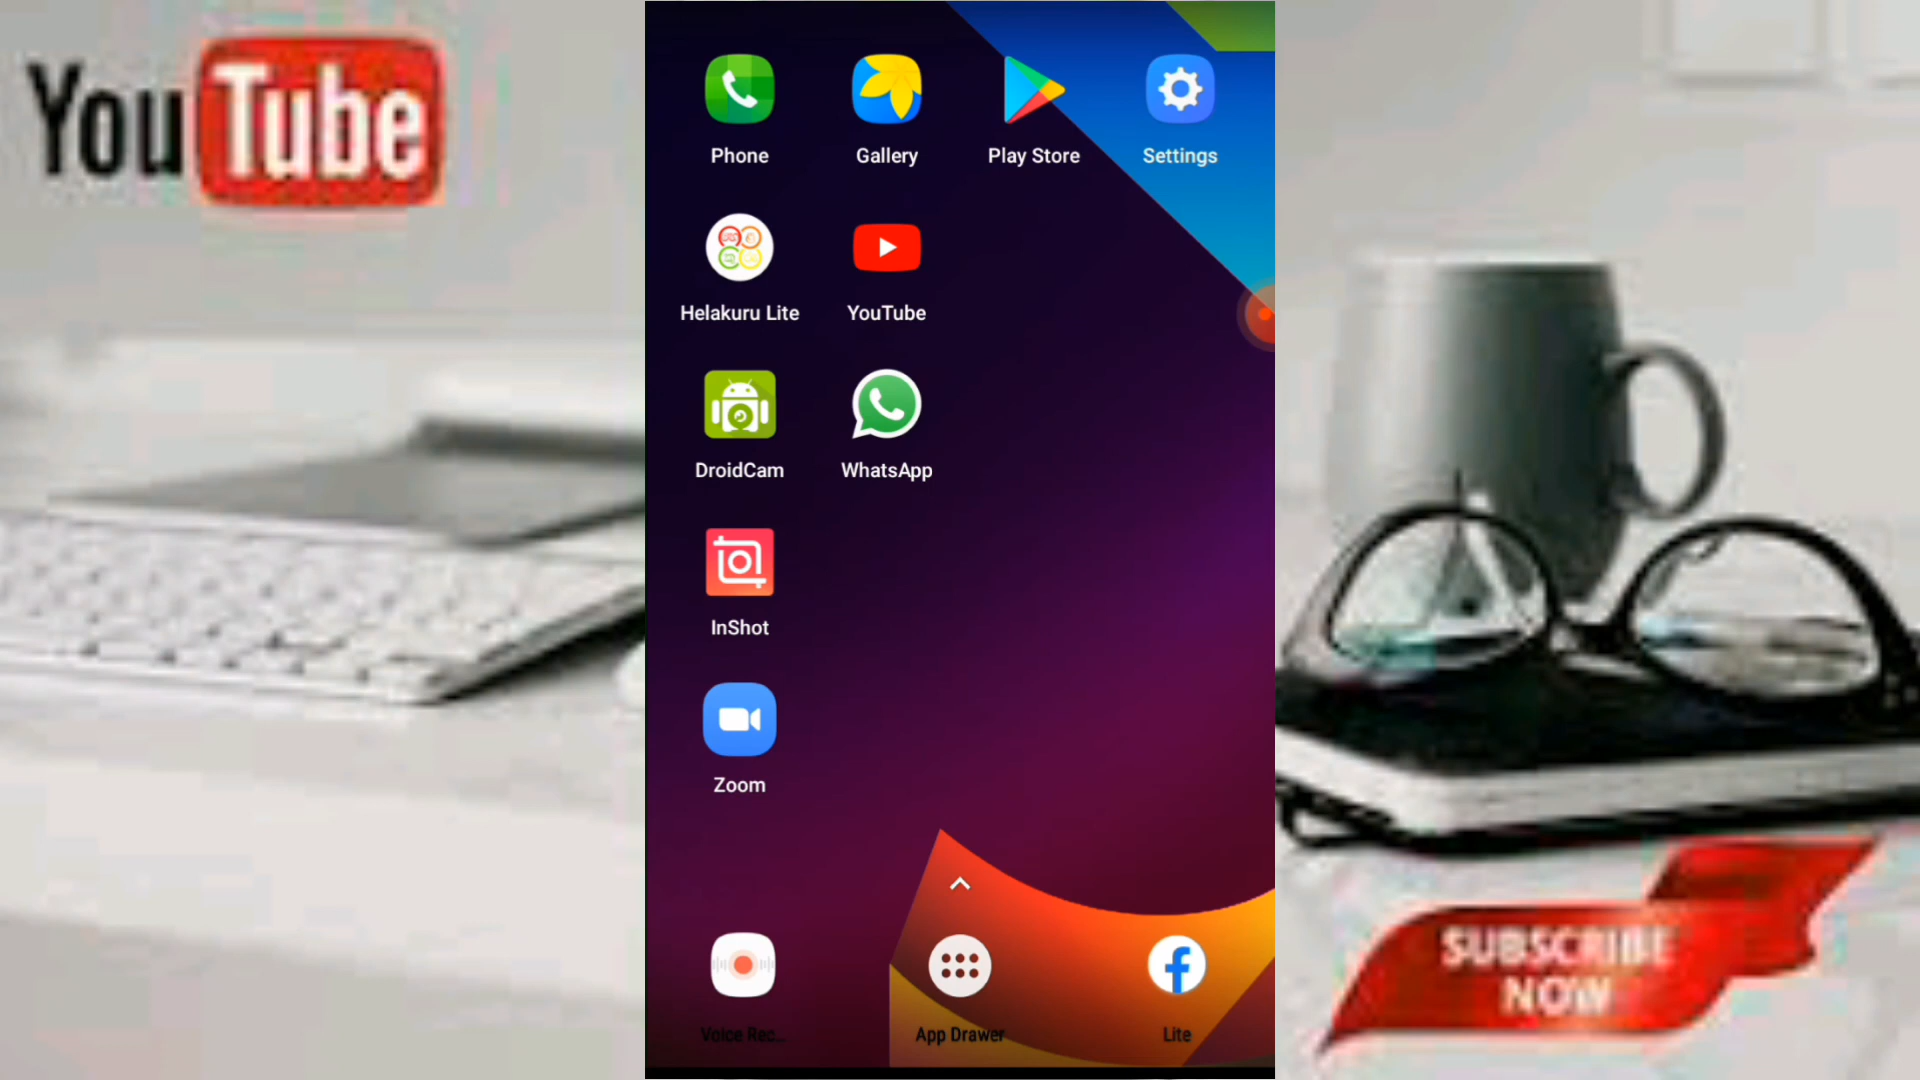 YouTube
Phone
Gallery
Play Store
Settings
Helakuru Lite
YouTube
DroidCam
WhatsApp
InShot
Zoom
Voice Rec...
App Drawer
Lite
SUBSCRIBE
NOW